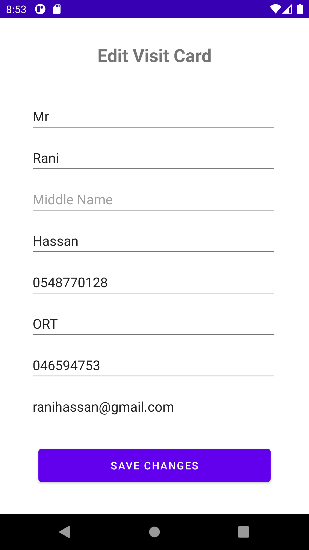 8:53
Edit Visit Card
Mr
Rani
Middle Name
Hassan
0548770128
ORT
046594753
ranihassan@gmail.com
SAVE CHANGES